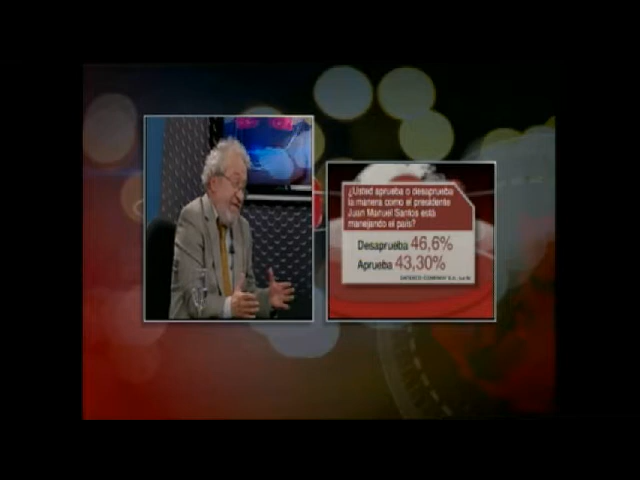 ¿Usted aprueba o desaprueba
la manera como el presidente
Juan Manuel Santos está
manejando el país?
Desaprueba 46,6%
Aprueba 43,30%